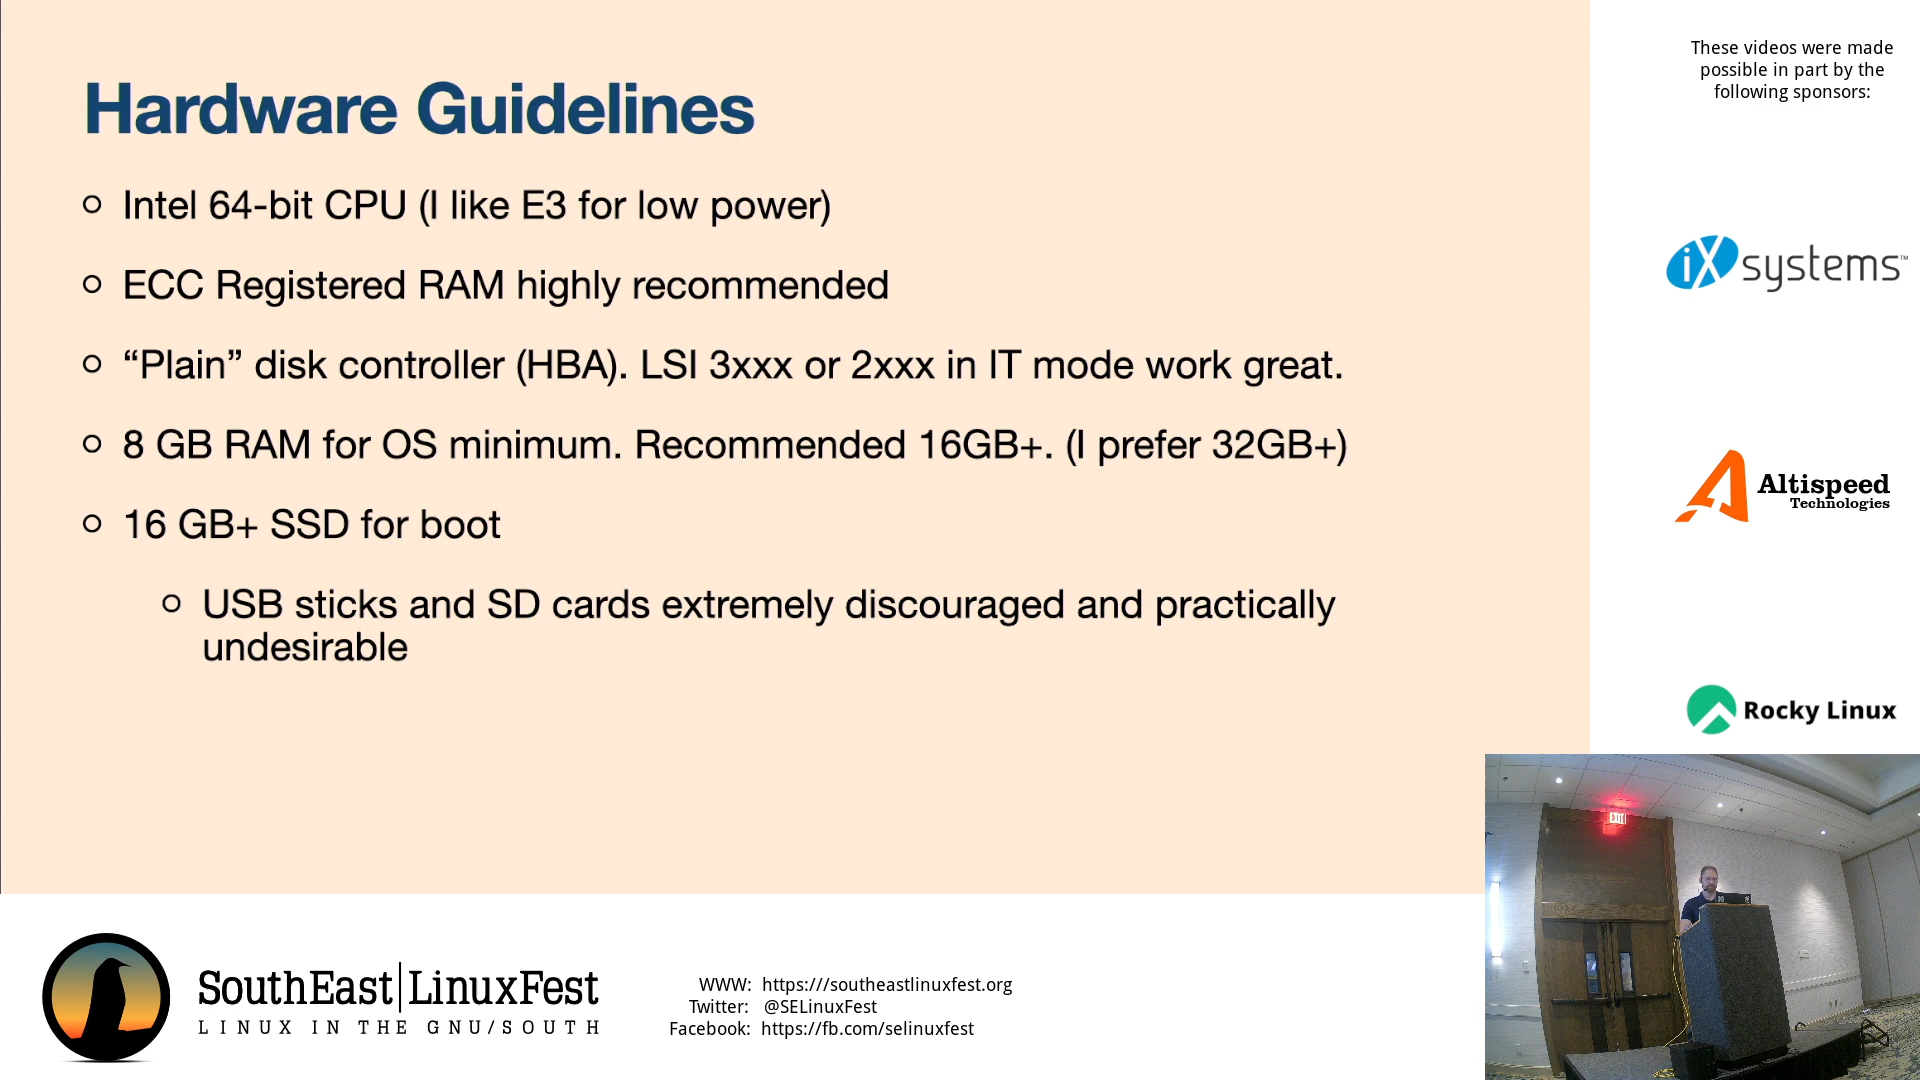 Hardware Guidelines
Intel 64-bit CPU (I like E3 for low power)
ECC Registered RAM highly recommended
“Plain” disk controller (HBA). LSI 3xxx or 2xxx in IT mode work great.
8 GB RAM for OS minimum. Recommended 16GB+. (I prefer 32GB+)
16 GB+ SSD for boot
USB sticks and SD cards extremely discouraged and practically
undesirable
These videos were made
possible in part by the
following sponsors:
iX systems™
Altispeed
Technologies
Rocky Linux
EXIT
SouthEast|LinuxFest
LINUX IN THE GNU/SOUTH
WWW: https:///southeastlinuxfest.org
Twitter: @SELinuxFest
Facebook: https://fb.com/selinuxfest